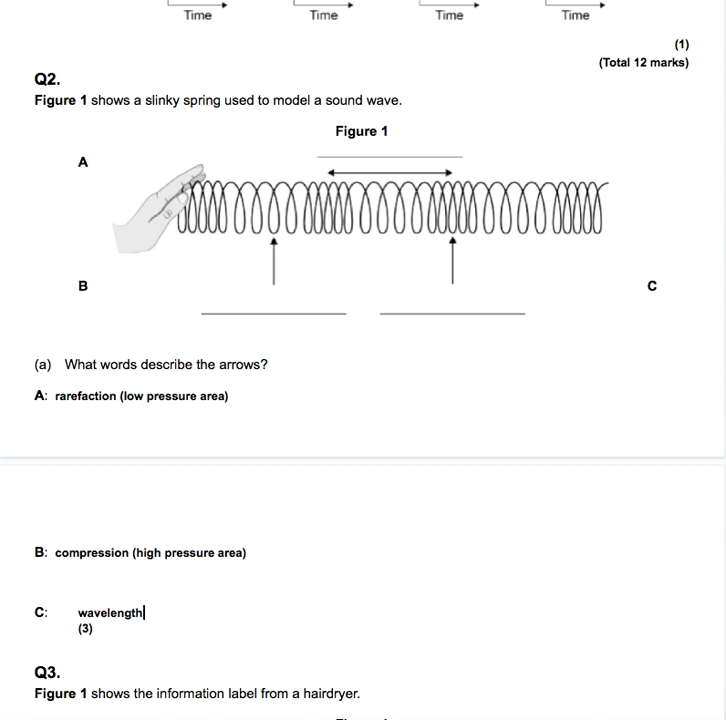 Time Time Time Time
(1)
(Total 12 marks)
Q2.
Figure 1 shows a slinky spring used to model a sound wave.
Figure 1
A
B C
(a) What words describe the arrows?
A: rarefaction (low pressure area)
B: compression (high pressure area)
C: wavelength
(3)
Q3.
Figure 1 shows the information label from a hairdryer.